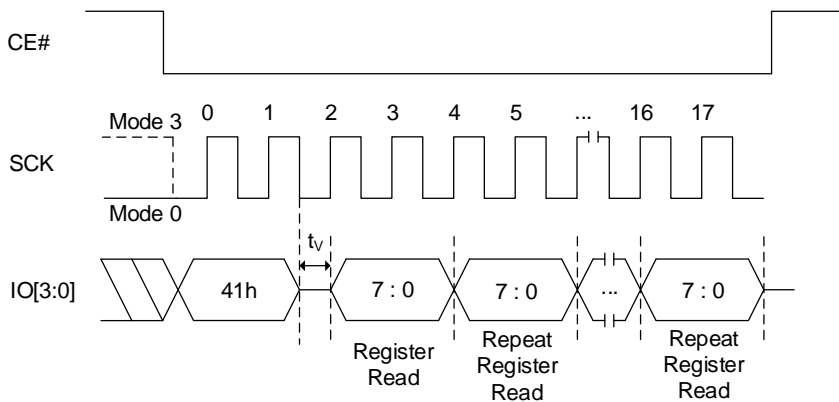 CE#
0 1 2 3 4 5 ... 16 17
Mode 3
SCK
Mode 0
tV
IO[3:0]
41h
7 : 0
7 : 0
...
7 : 0
Register
Read
Repeat
Register
Read
Repeat
Register
Read